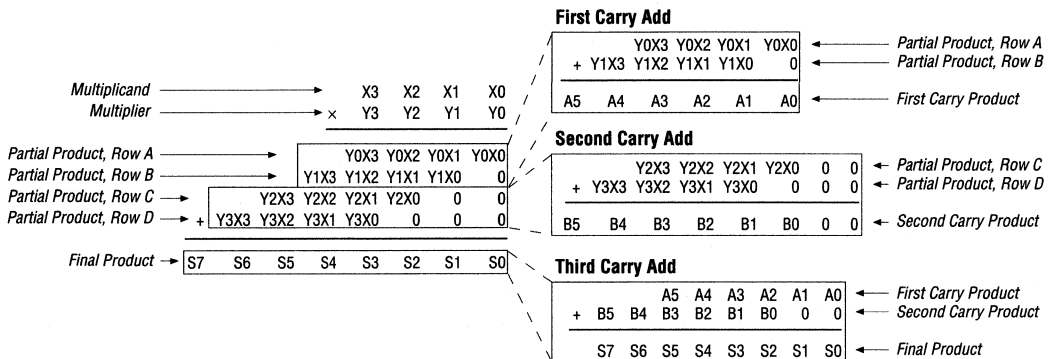 Multiplicand X3 X2 X1 X0
Multiplier × Y3 Y2 Y1 Y0
Partial Product, Row A Y0X3 Y0X2 Y0X1 Y0X0
Partial Product, Row B Y1X3 Y1X2 Y1X1 Y1X0 0
Partial Product, Row C Y2X3 Y2X2 Y2X1 Y2X0 0 0
Partial Product, Row D + Y3X3 Y3X2 Y3X1 Y3X0 0 0 0
Final Product S7 S6 S5 S4 S3 S2 S1 S0
First Carry Add
Y0X3 Y0X2 Y0X1 Y0X0 Partial Product, Row A
+ Y1X3 Y1X2 Y1X1 Y1X0 0 Partial Product, Row B
A5 A4 A3 A2 A1 A0 First Carry Product
Second Carry Add
Y2X3 Y2X2 Y2X1 Y2X0 0 0 Partial Product, Row C
+ Y3X3 Y3X2 Y3X1 Y3X0 0 0 0 Partial Product, Row D
B5 B4 B3 B2 B1 B0 0 0 Second Carry Product
Third Carry Add
A5 A4 A3 A2 A1 A0 First Carry Product
+ B5 B4 B3 B2 B1 B0 0 0 Second Carry Product
S7 S6 S5 S4 S3 S2 S1 S0 Final Product